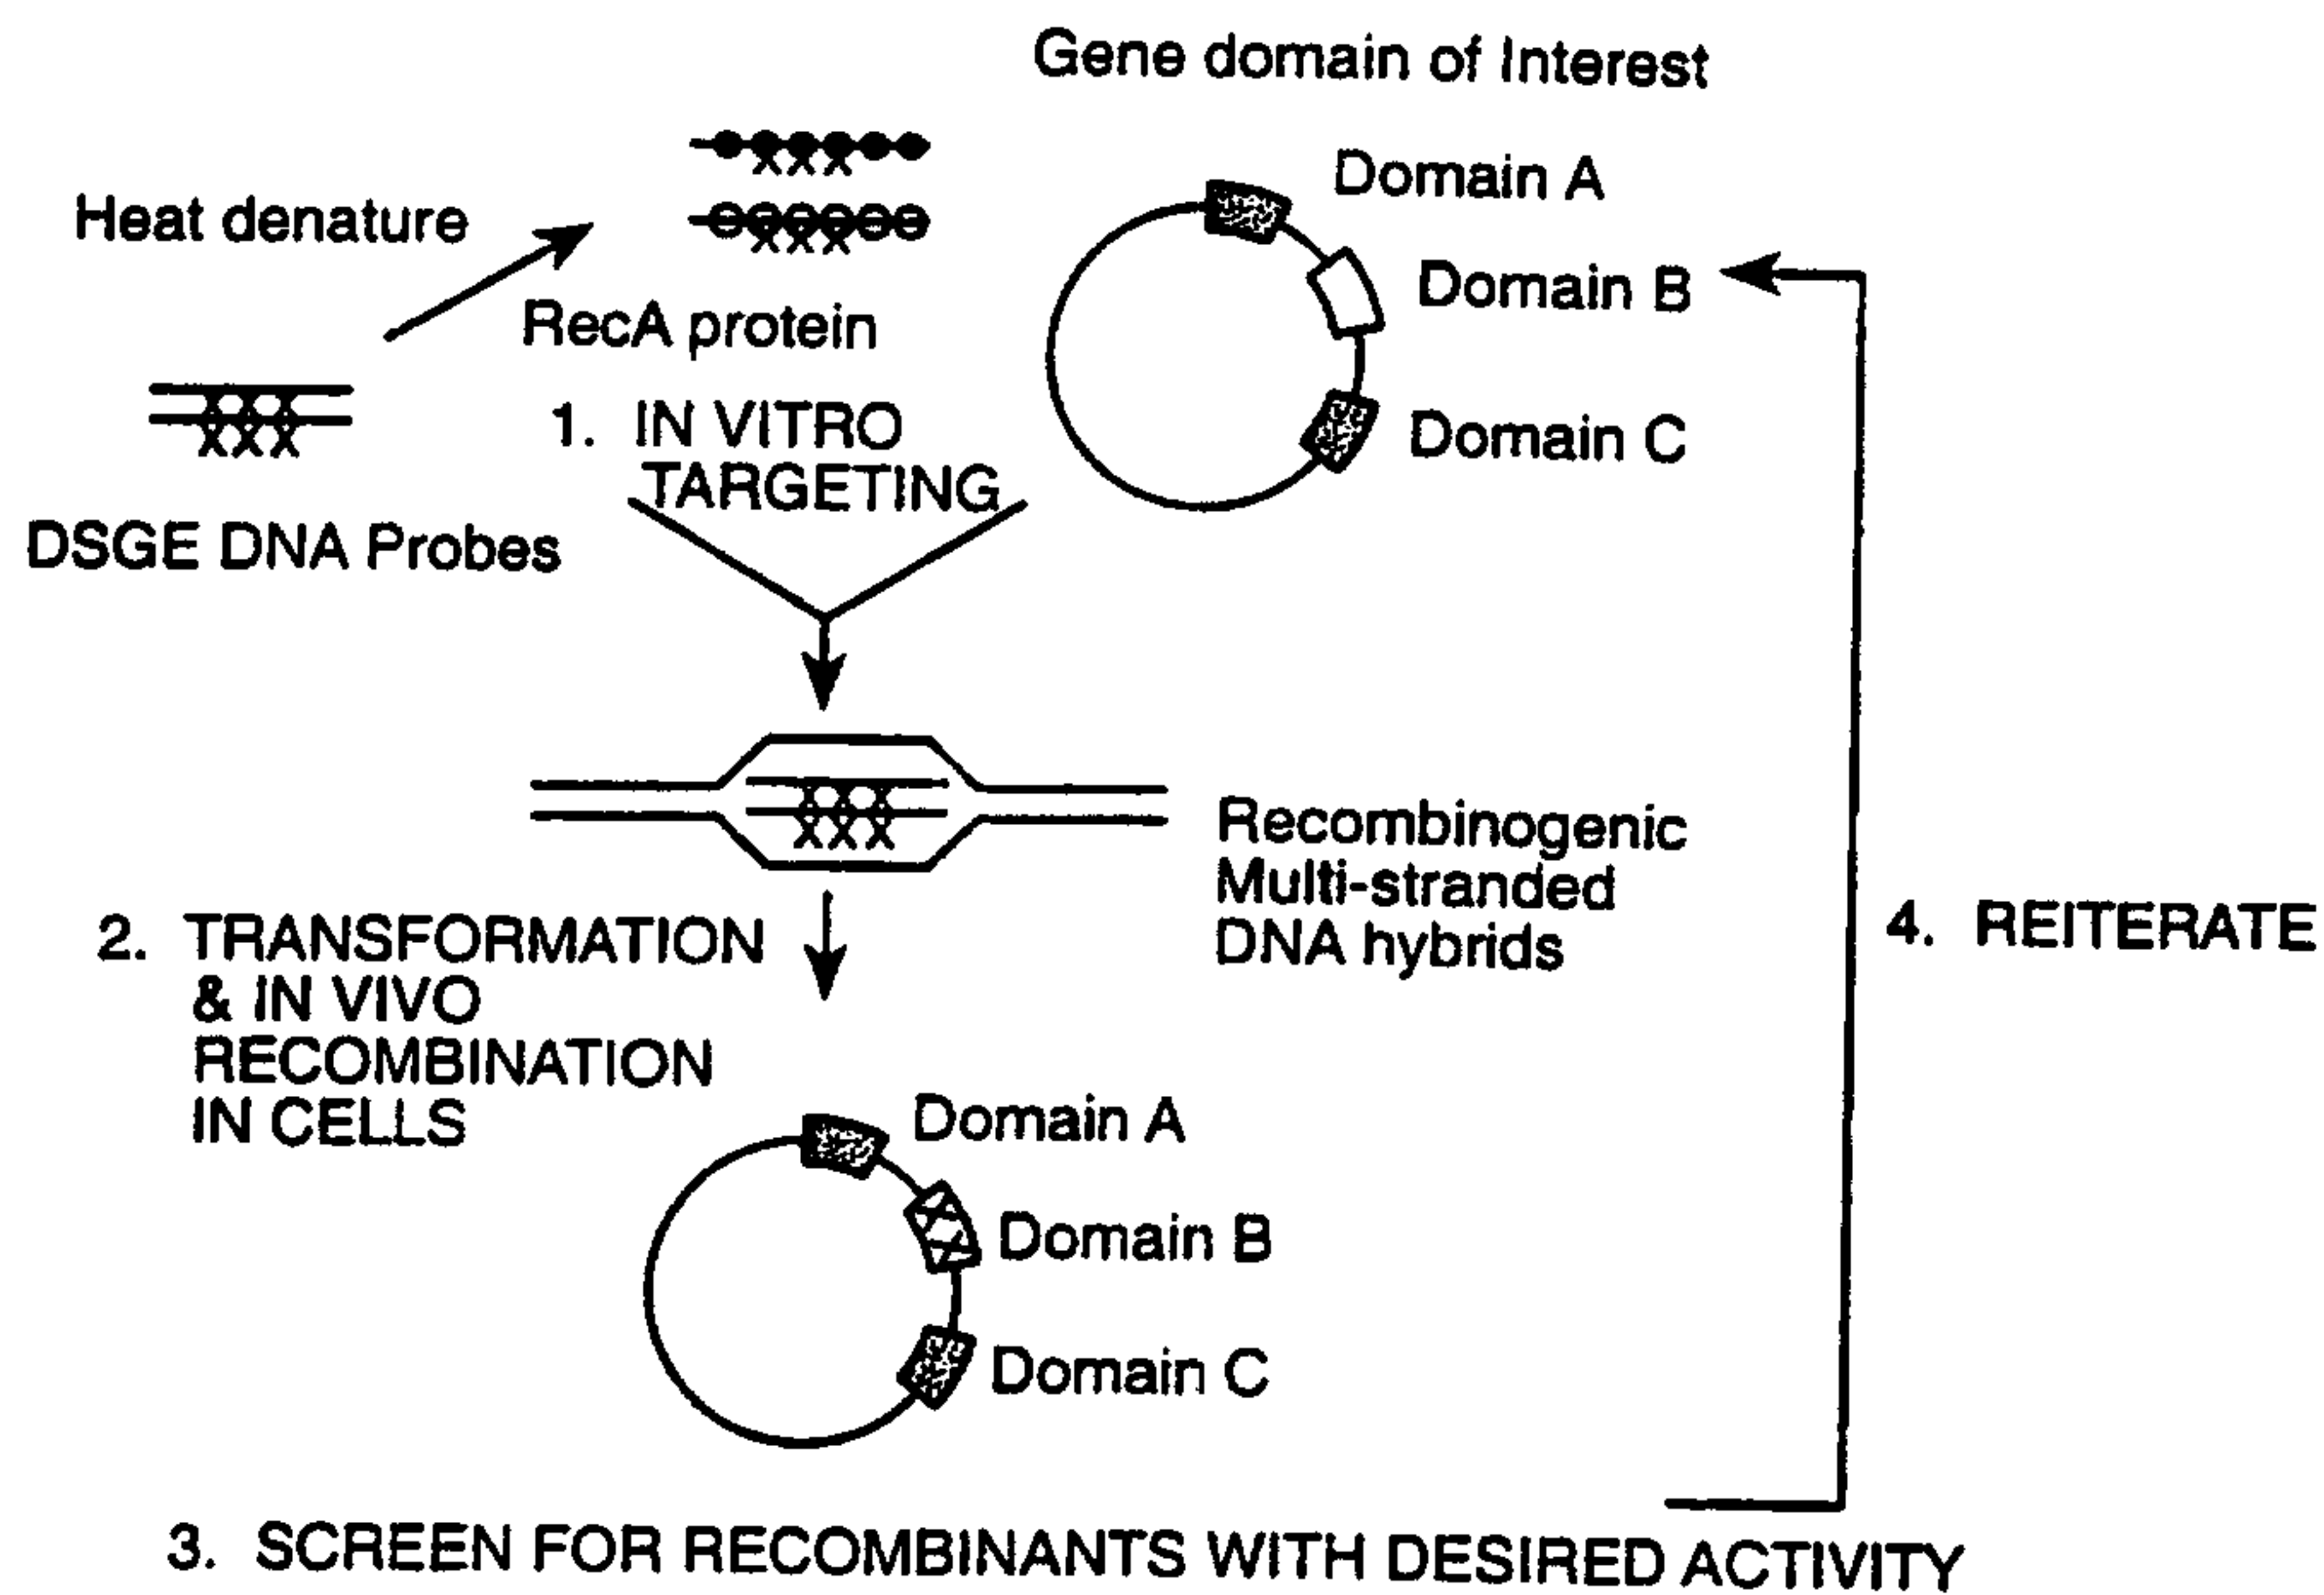 Gene domain of Interest
Domain A
Heat denature
Domain B
RecA protein
1. IN VITRO
TARGETING
Domain C
DSGE DNA Probes
Recombinogenic
Multi-stranded
DNA hybrids
2. TRANSFORMATION
& IN VIVO
RECOMBINATION
IN CELLS
4. REITERATE
Domain A
Domain B
Domain C
3. SCREEN FOR RECOMBINANTS WITH DESIRED ACTIVITY